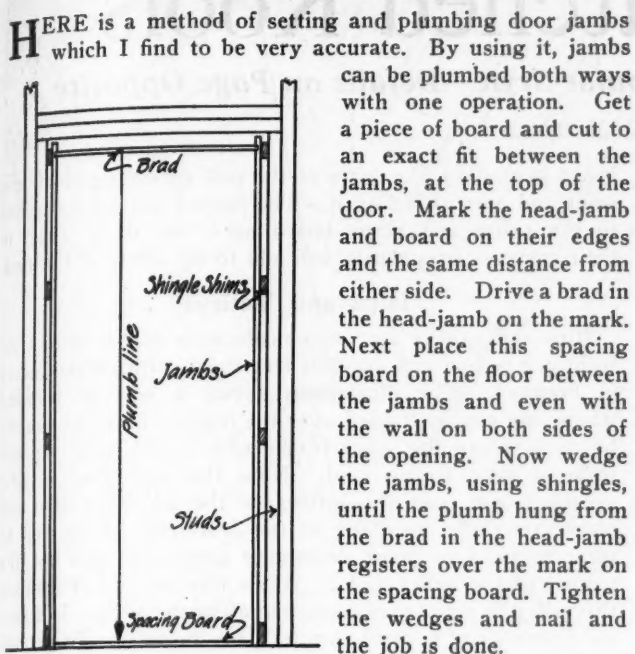 HERE is a method of setting and plumbing door jambs
which I find to be very accurate. By using it, jambs
can be plumbed both ways
with one operation. Get
a piece of board and cut to
an exact fit between the
jambs, at the top of the
door. Mark the head-jamb
and board on their edges
and the same distance from
either side. Drive a brad in
the head-jamb on the mark.
Next place this spacing
board on the floor between
the jambs and even with
the wall on both sides of
the opening. Now wedge
the jambs, using shingles,
until the plumb hung from
the brad in the head-jamb
registers over the mark on
the spacing board. Tighten
the wedges and nail and
the job is done.
Brad
Shingle Shims
Plumb line
Jambs
Studs
Spacing Board